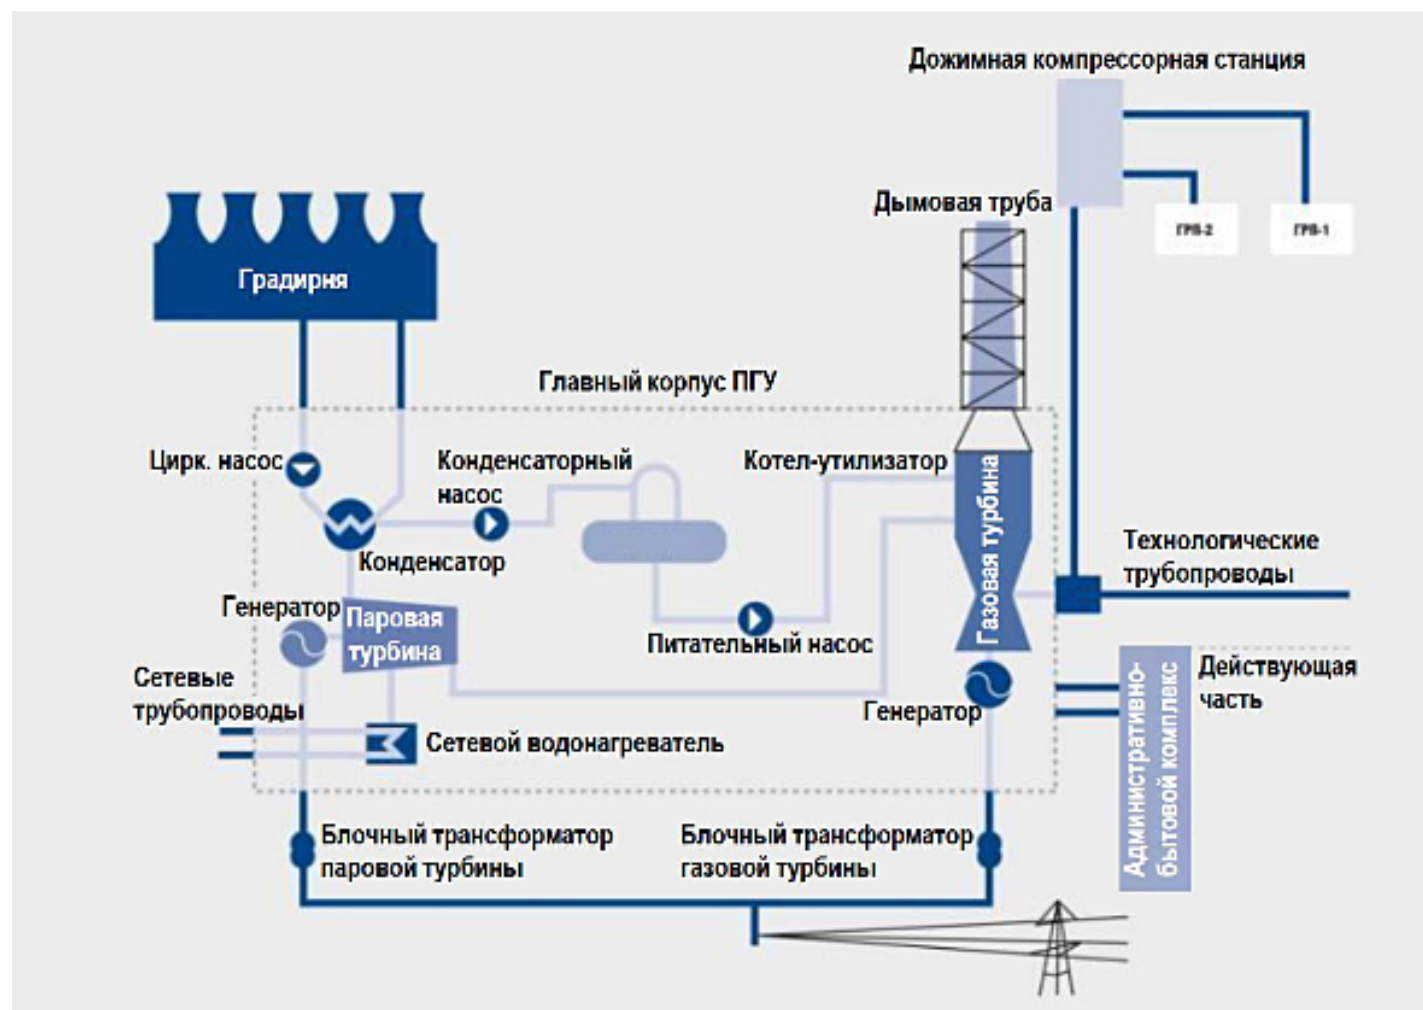 Дожимная компрессорная станция
Дымовая труба
ГРП-2
ГРП-1
Градирня
Главный корпус ПГУ
Цирк. насос
Конденсаторный
насос
Котел-утилизатор
Газовая турбина
Конденсатор
Технологические
трубопроводы
Генератор
Паровая
турбина
Питательный насос
Сетевые
трубопроводы
Генератор
Действующая
часть
Административно-
бытовой комплекс
Сетевой водонагреватель
Блочный трансформатор
паровой турбины
Блочный трансформатор
газовой турбины